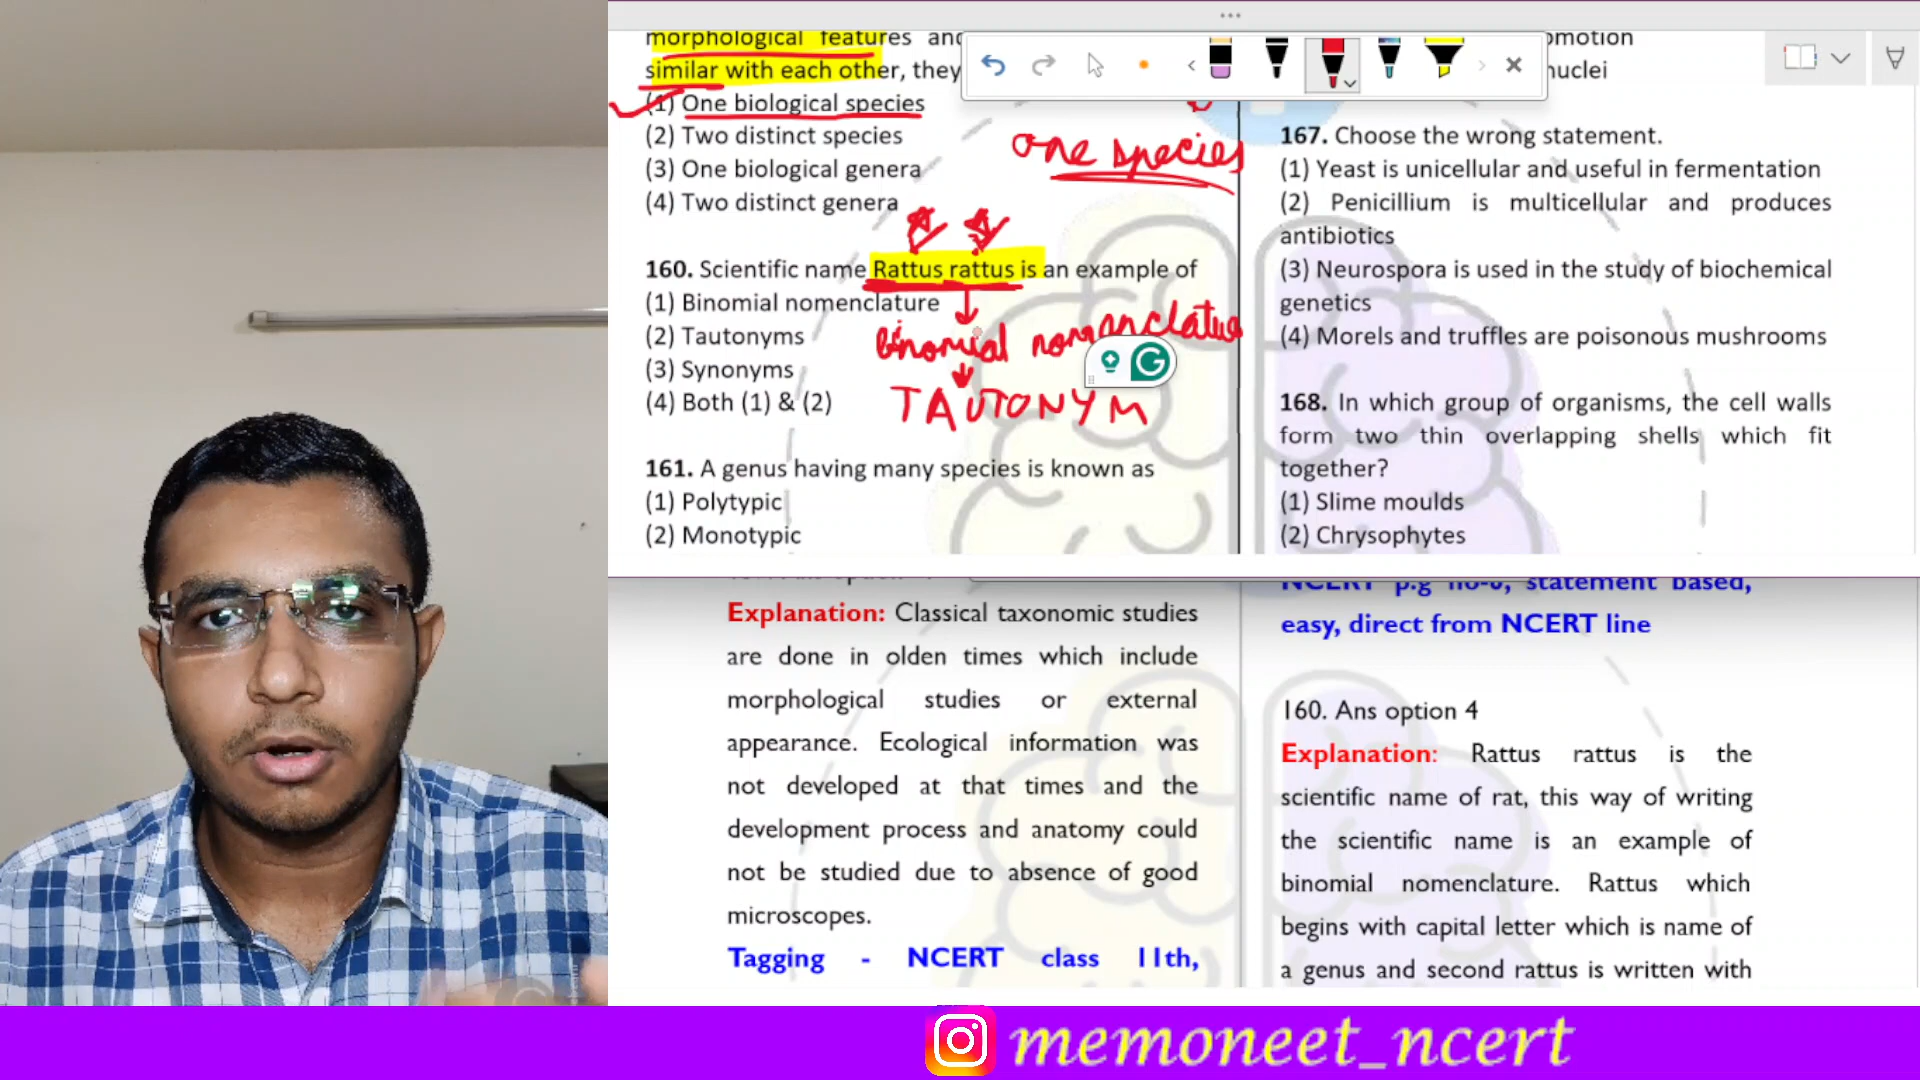 morphological features and
similar with each other, they
(1) One biological species
(2) Two distinct species
(3) One biological genera
(4) Two distinct genera
one species
160. Scientific name Rattus rattus is an example of
(1) Binomial nomenclature
(2) Tautonyms
(3) Synonyms
(4) Both (1) & (2)
binomial nomanclatue
TAUTONYM
161. A genus having many species is known as
(1) Polytypic
(2) Monotypic
omotion
nuclei
167. Choose the wrong statement.
(1) Yeast is unicellular and useful in fermentation
(2) Penicillium is multicellular and produces
antibiotics
(3) Neurospora is used in the study of biochemical
genetics
(4) Morels and truffles are poisonous mushrooms
168. In which group of organisms, the cell walls
form two thin overlapping shells which fit
together?
(1) Slime moulds
(2) Chrysophytes
Explanation: Classical taxonomic studies
are done in olden times which include
morphological studies or external
appearance. Ecological information was
not developed at that times and the
development process and anatomy could
not be studied due to absence of good
microscopes.
Tagging - NCERT class 11th,
NCERT p.g no-6, statement based,
easy, direct from NCERT line
160. Ans option 4
Explanation: Rattus rattus is the
scientific name of rat, this way of writing
the scientific name is an example of
binomial nomenclature. Rattus which
begins with capital letter which is name of
a genus and second rattus is written with
memoneet_ncert